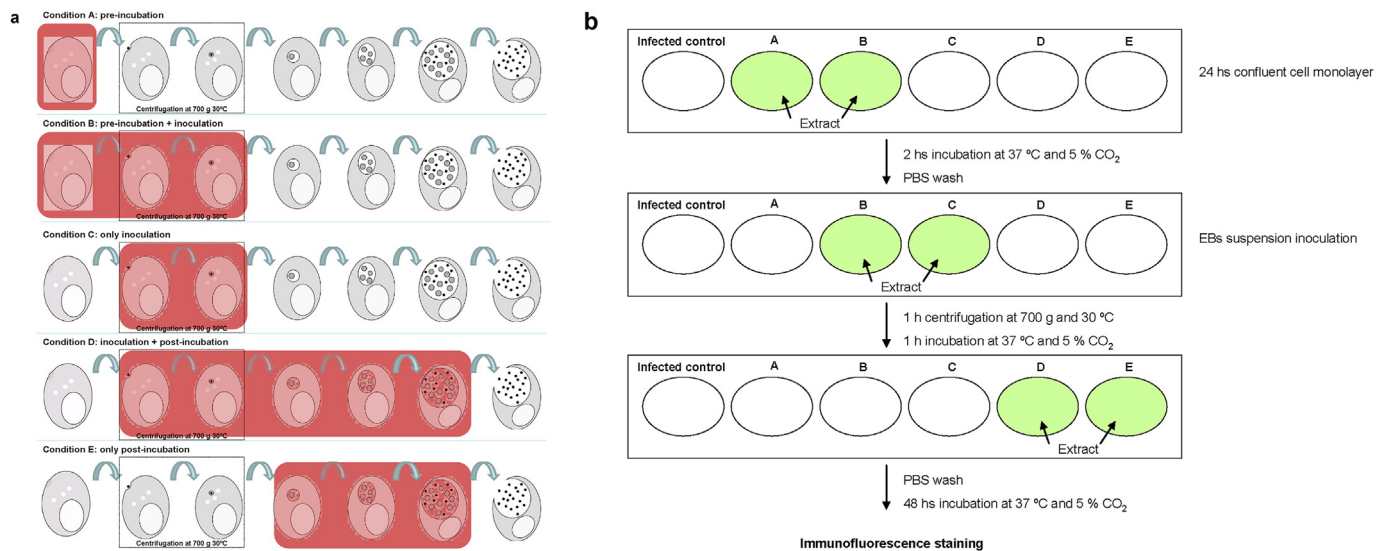 a
Condition A: pre-incubation
Centrifugation at 700 g 30ºC
Condition B: pre-incubation + inoculation
Centrifugation at 700 g 30ºC
Condition C: only inoculation
Centrifugation at 700 g 30ºC
Condition D: inoculation + post-incubation
Centrifugation at 700 g 30ºC
Condition E: only post-incubation
Centrifugation at 700 g 30ºC
b
Infected control A B C D E
Extract
24 hs confluent cell monolayer
2 hs incubation at 37 ºC and 5 % CO₂
PBS wash
Infected control A B C D E
Extract
EBs suspension inoculation
1 h centrifugation at 700 g and 30 ºC
1 h incubation at 37 ºC and 5 % CO₂
Infected control A B C D E
Extract
PBS wash
48 hs incubation at 37 ºC and 5 % CO₂
Immunofluorescence staining